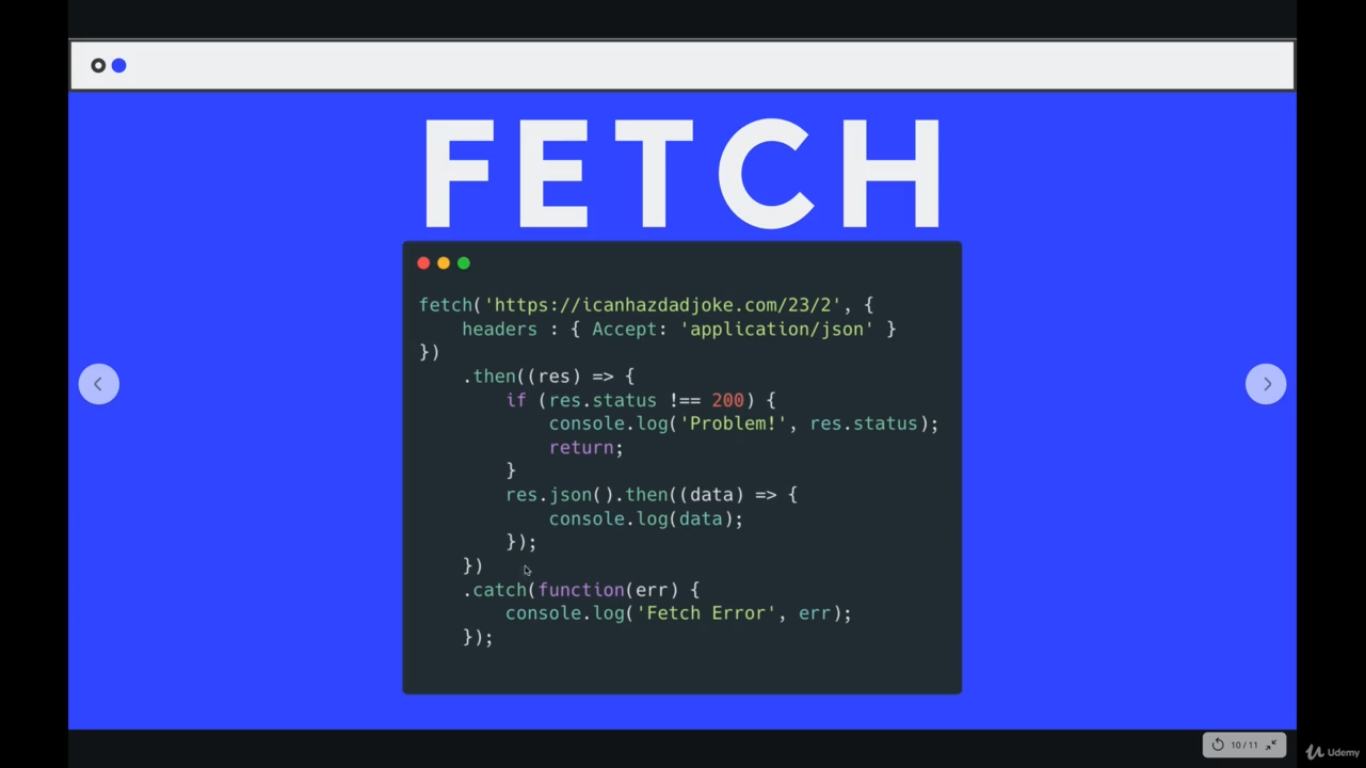 FETCH
fetch('https://icanhazdadjoke.com/23/2', {
    headers : { Accept: 'application/json' }
})
    .then((res) => {
        if (res.status !== 200) {
            console.log('Problem!', res.status);
            return;
        }
        res.json().then((data) => {
            console.log(data);
        });
    })
    .catch(function(err) {
        console.log('Fetch Error', err);
    });
10/11
Udemy